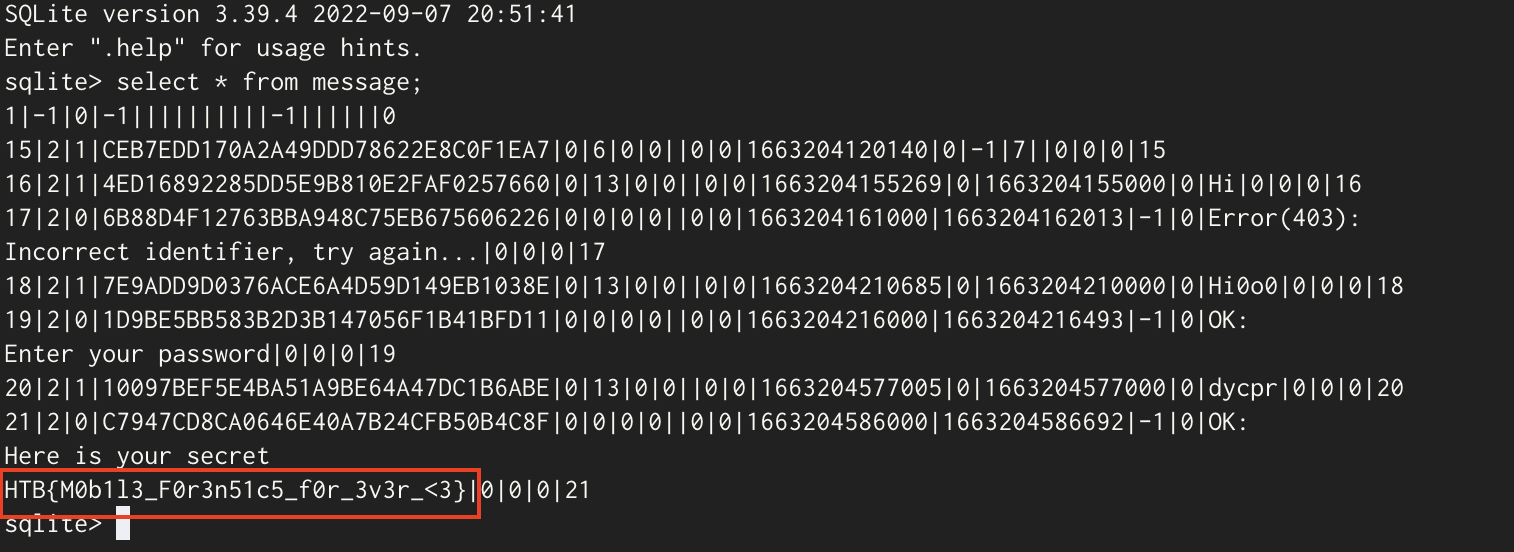 SQLite version 3.39.4 2022-09-07 20:51:41
Enter ".help" for usage hints.
sqlite> select * from message;
1|-1|0|-1||||||||||-1||||||0
15|2|1|CEB7EDD170A2A49DDD78622E8C0F1EA7|0|6|0|0||0|0|1663204120140|0|-1|7||0|0|0|15
16|2|1|4ED16892285DD5E9B810E2FAF0257660|0|13|0|0||0|0|1663204155269|0|1663204155000|0|Hi|0|0|0|16
17|2|0|6B88D4F12763BBA948C75EB675606226|0|0|0|0||0|0|1663204161000|1663204162013|-1|0|Error(403):
Incorrect identifier, try again...|0|0|0|17
18|2|1|7E9ADD9D0376ACE6A4D59D149EB1038E|0|13|0|0||0|0|1663204210685|0|1663204210000|0|Hi0o0|0|0|0|18
19|2|0|1D9BE5BB583B2D3B147056F1B41BFD11|0|0|0|0||0|0|1663204216000|1663204216493|-1|0|OK:
Enter your password|0|0|0|19
20|2|1|10097BEF5E4BA51A9BE64A47DC1B6ABE|0|13|0|0||0|0|1663204577005|0|1663204577000|0|dycpr|0|0|0|20
21|2|0|C7947CD8CA0646E40A7B24CFB50B4C8F|0|0|0|0||0|0|1663204586000|1663204586692|-1|0|OK:
Here is your secret
HTB{M0b1l3_F0r3n51c5_f0r_3v3r_<3}|0|0|0|21
sqlite>